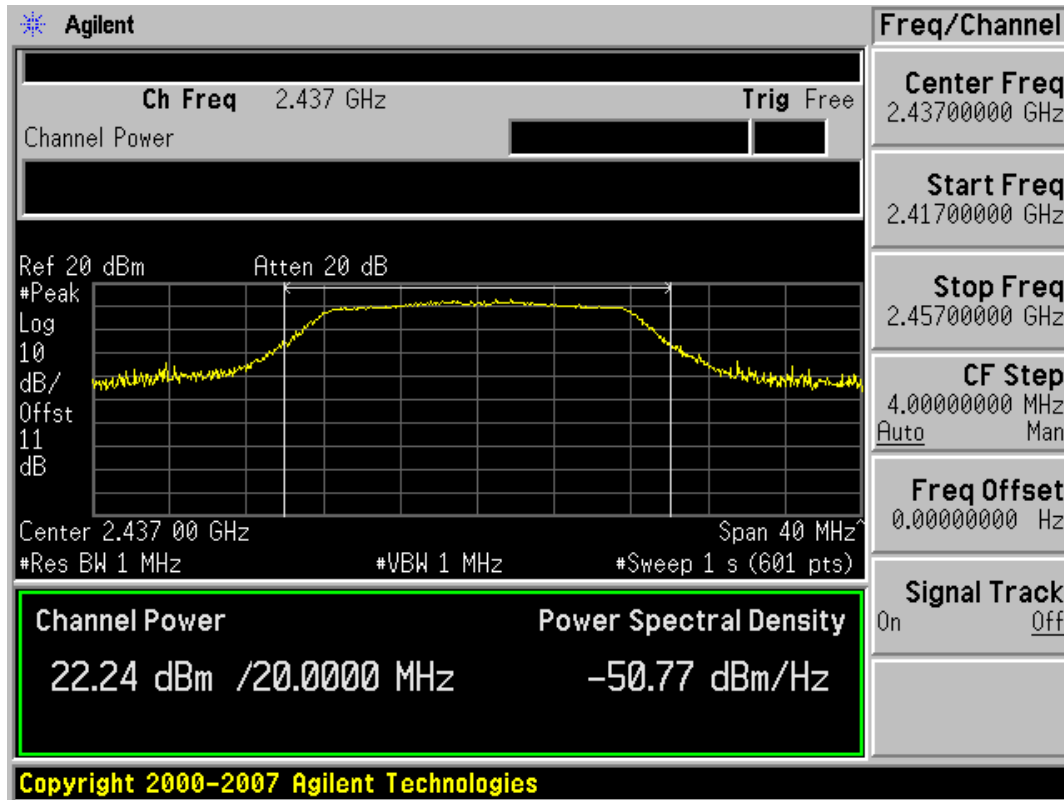 Agilent
Freq/Channel
Ch Freq 2.437 GHz Trig Free
Channel Power
Center Freq
2.43700000 GHz
Start Freq
2.41700000 GHz
Stop Freq
2.45700000 GHz
CF Step
4.00000000 MHz
Auto Man
Freq Offset
0.00000000 Hz
Signal Track
On Off
Ref 20 dBm Atten 20 dB
#Peak
Log
10
dB/
Offst
11
dB
Center 2.437 00 GHz Span 40 MHz^
#Res BW 1 MHz #VBW 1 MHz #Sweep 1 s (601 pts)
Channel Power Power Spectral Density
22.24 dBm /20.0000 MHz -50.77 dBm/Hz
Copyright 2000-2007 Agilent Technologies